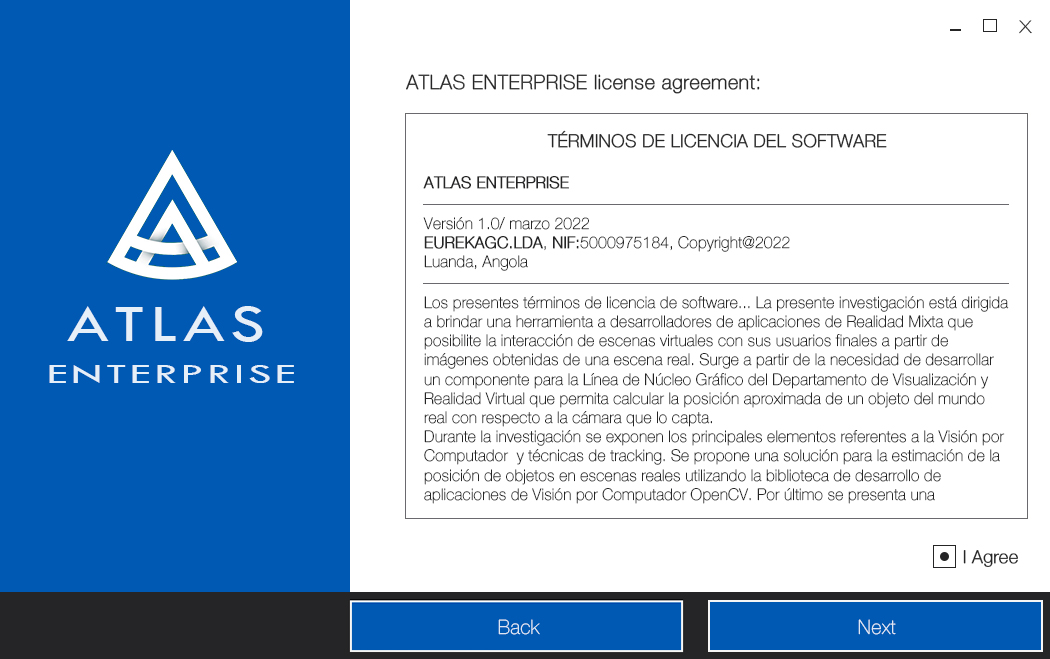 ATLAS
ENTERPRISE
ATLAS ENTERPRISE license agreement:
TÉRMINOS DE LICENCIA DEL SOFTWARE
ATLAS ENTERPRISE
Versión 1.0/ marzo 2022
EUREKAGC.LDA, NIF:5000975184, Copyright@2022
Luanda, Angola
Los presentes términos de licencia de software... La presente investigación está dirigida
a brindar una herramienta a desarrolladores de aplicaciones de Realidad Mixta que
posibilite la interacción de escenas virtuales con sus usuarios finales a partir de
imágenes obtenidas de una escena real. Surge a partir de la necesidad de desarrollar
un componente para la Línea de Núcleo Gráfico del Departamento de Visualización y
Realidad Virtual que permita calcular la posición aproximada de un objeto del mundo
real con respecto a la cámara que lo capta.
Durante la investigación se exponen los principales elementos referentes a la Visión por
Computador  y técnicas de tracking. Se propone una solución para la estimación de la
posición de objetos en escenas reales utilizando la biblioteca de desarrollo de
aplicaciones de Visión por Computador OpenCV. Por último se presenta una
I Agree
Back
Next